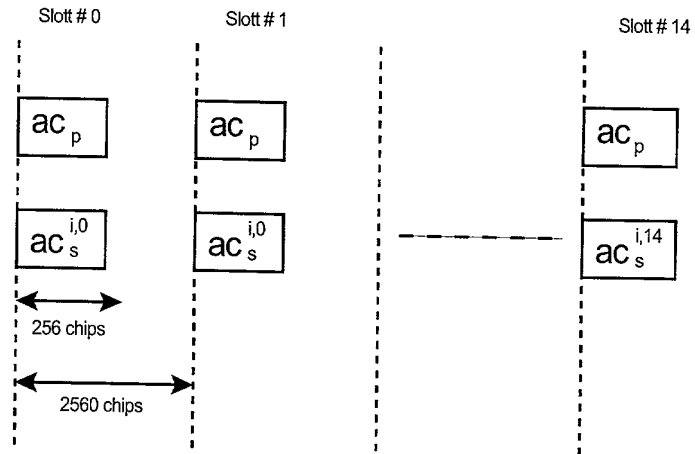 Slott # 0
Slott # 1
Slott # 14
ac p
ac p
ac p
ac s i,0
ac s i,0
ac s i,14
256 chips
2560 chips